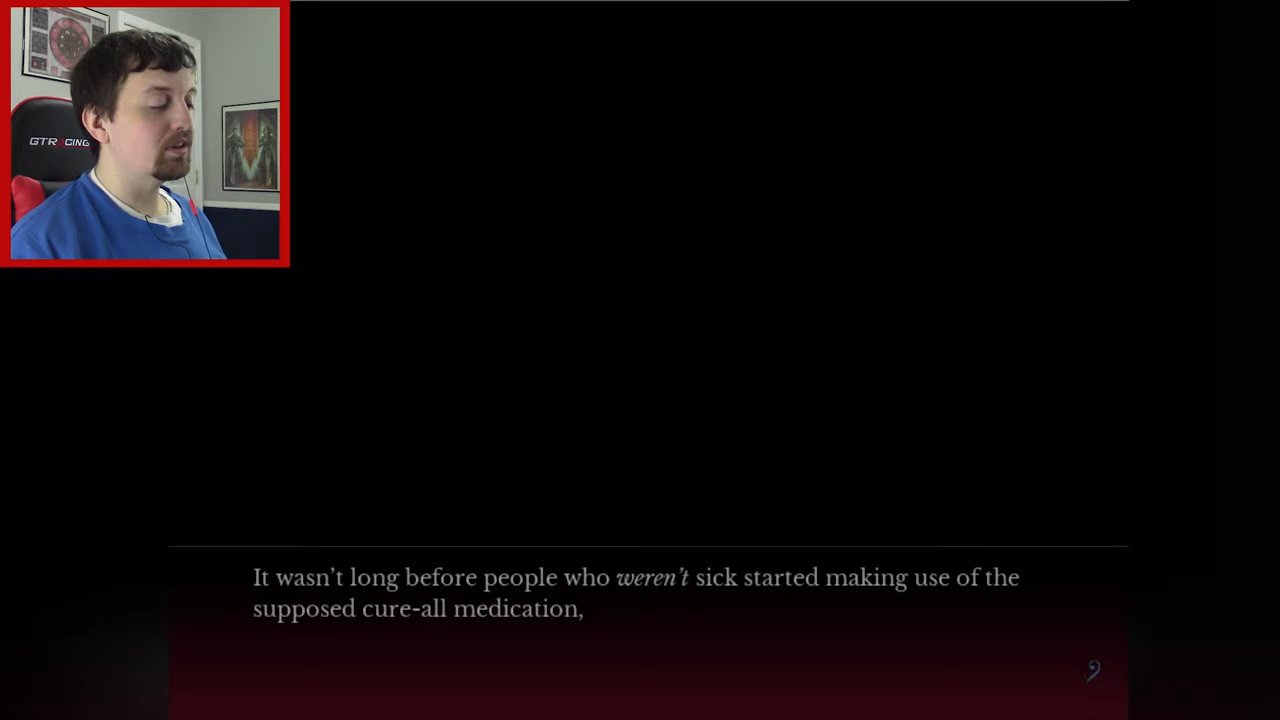 GTRACING
It wasn’t long before people who weren’t sick started making use of the
supposed cure-all medication,